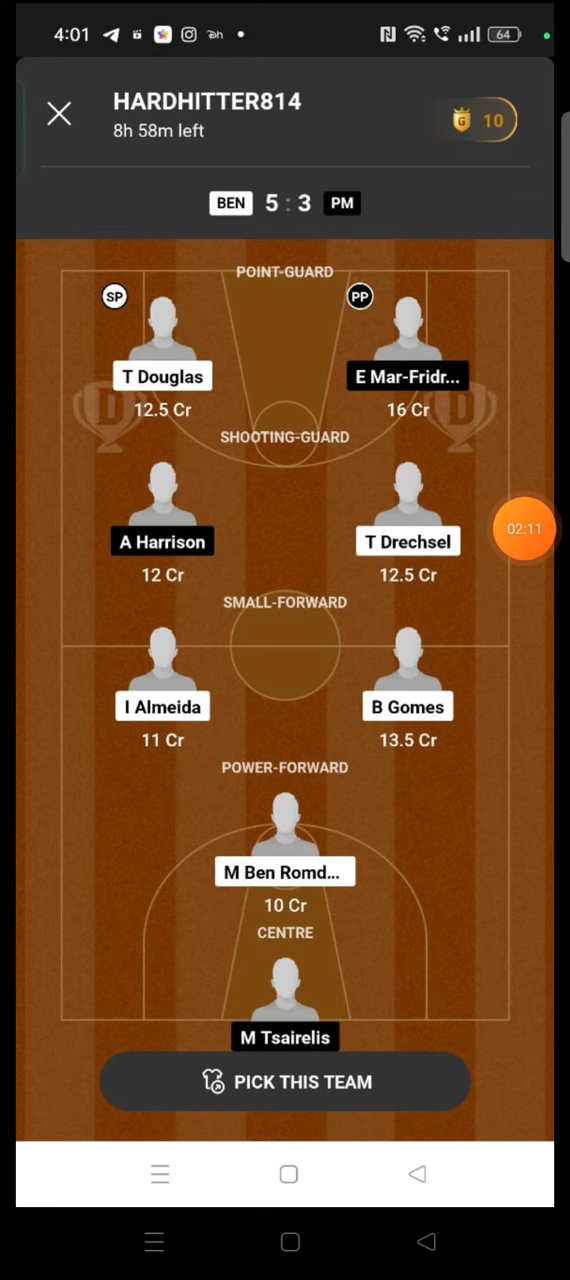 4:01
64
HARDHITTER814
8h 58m left
G 10
BEN 5 : 3 PM
POINT-GUARD
SP PP
T Douglas E Mar-Fridr...
12.5 Cr 16 Cr
SHOOTING-GUARD
A Harrison T Drechsel
02:11
12 Cr 12.5 Cr
SMALL-FORWARD
I Almeida B Gomes
11 Cr 13.5 Cr
POWER-FORWARD
M Ben Romd...
10 Cr
CENTRE
M Tsairelis
PICK THIS TEAM